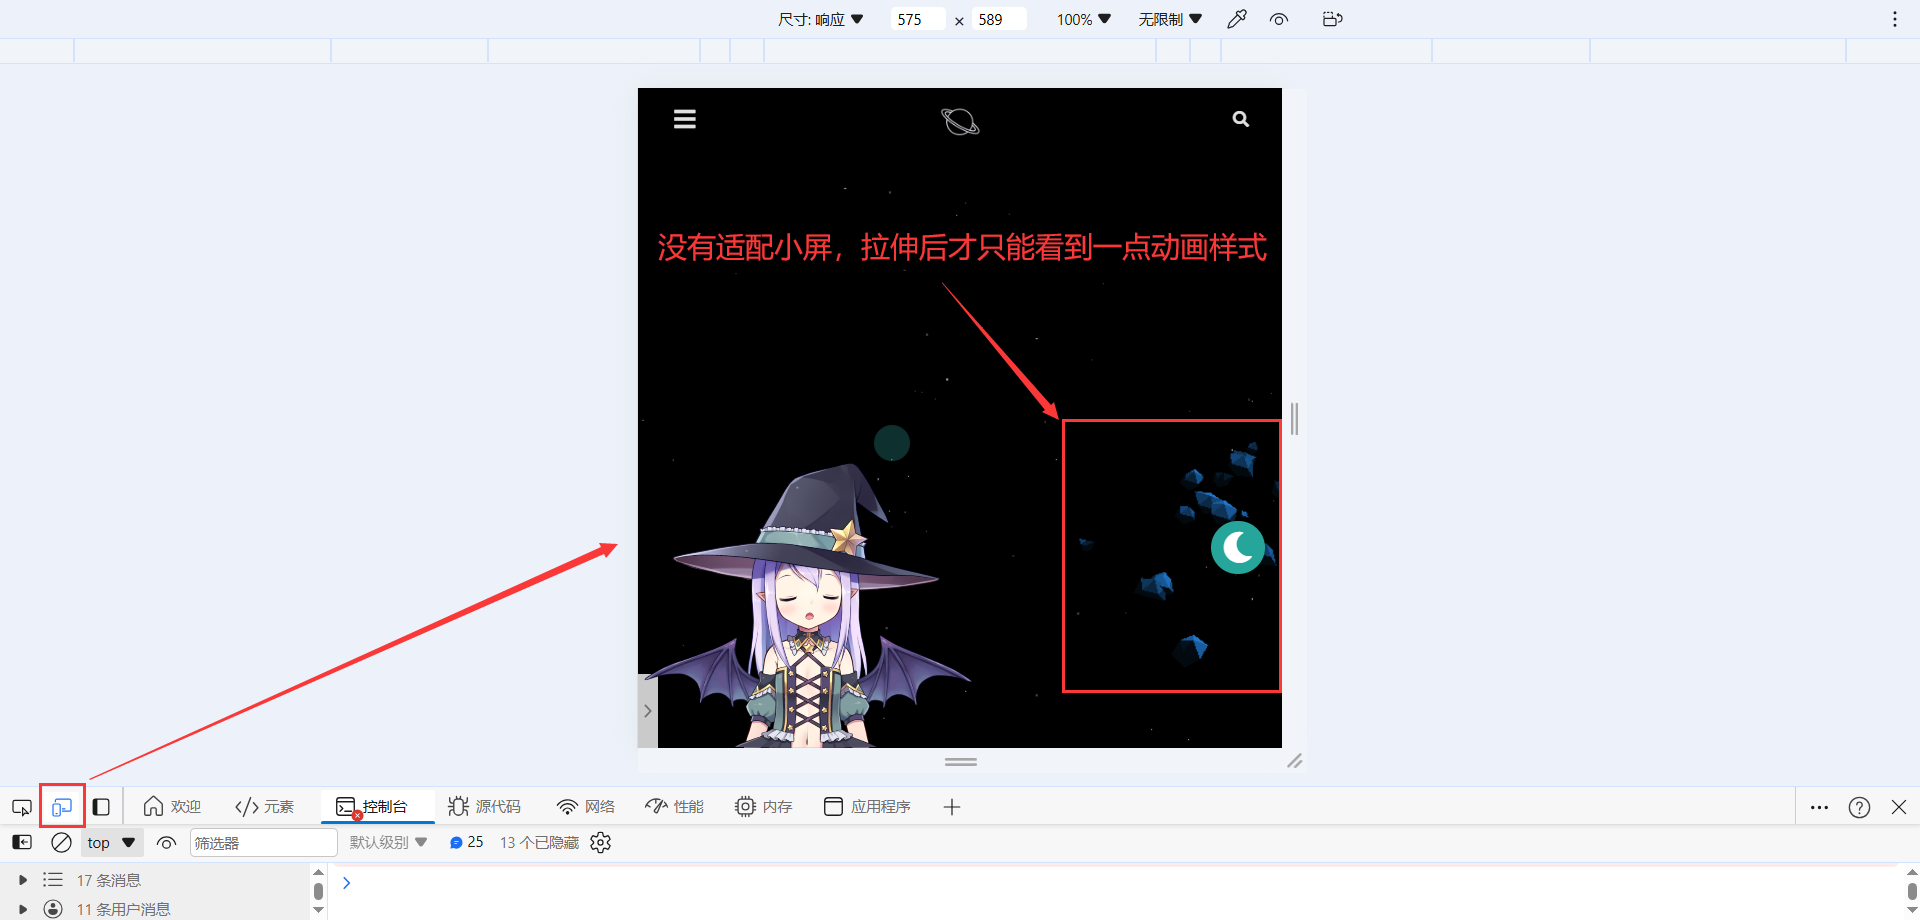 尺寸: 响应 575 × 589 100% 无限制
没有适配小屏，拉伸后才只能看到一点动画样式
欢迎 元素 控制台 源代码 网络 性能 内存 应用程序
top 筛选器 默认级别 25 13 个已隐藏
17 条消息
11 条用户消息